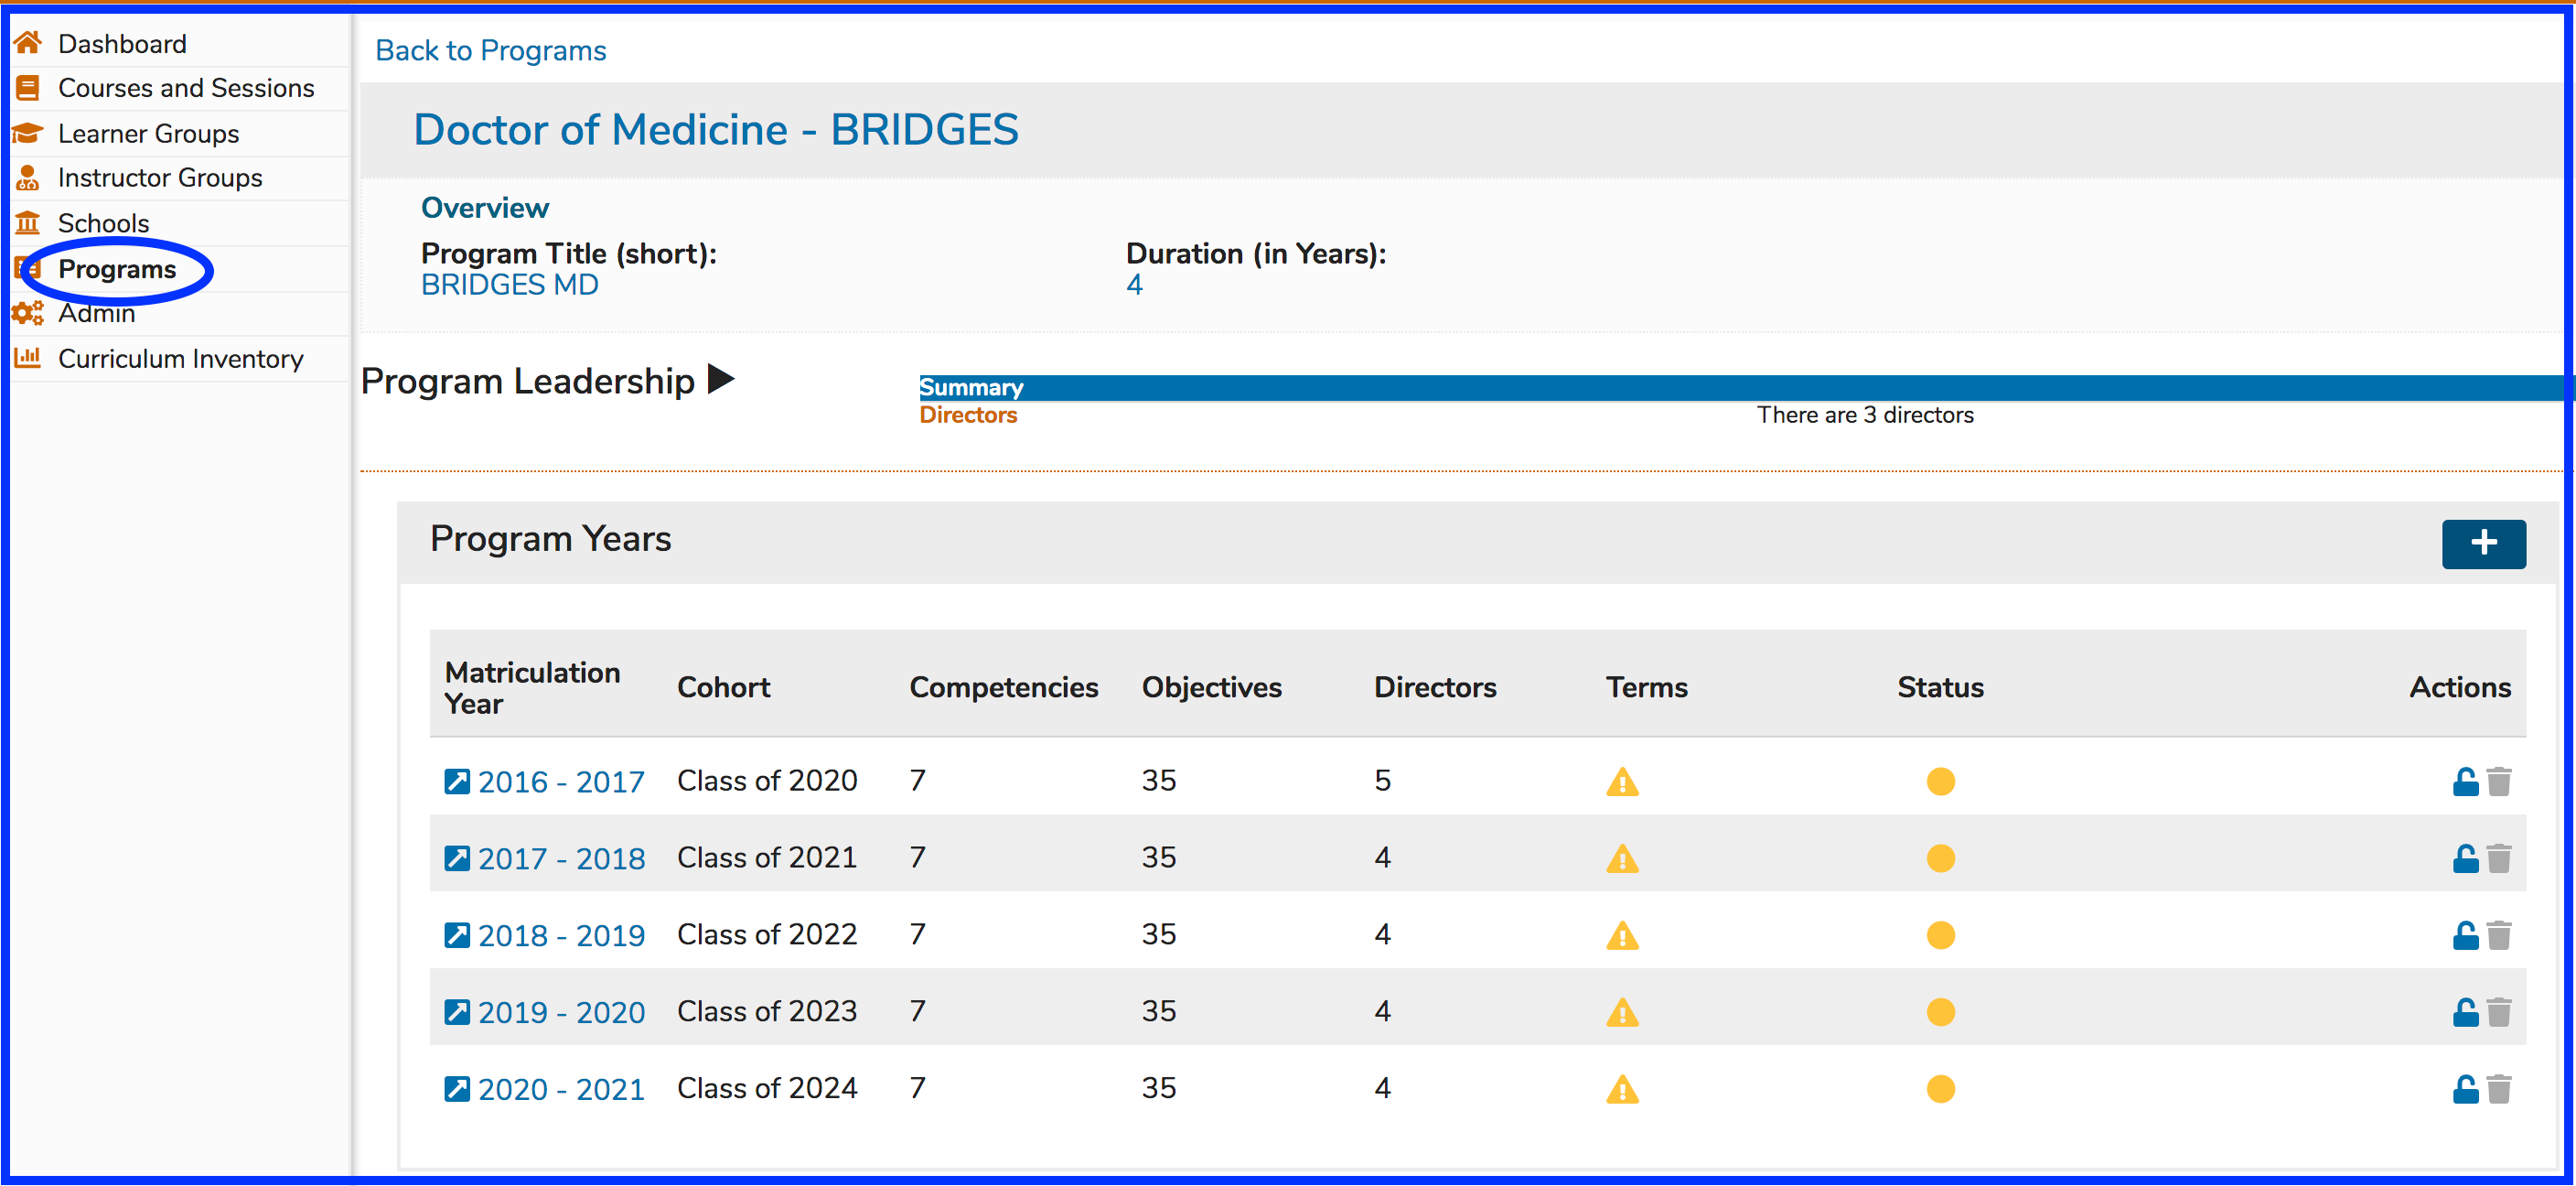 Dashboard
Courses and Sessions
Learner Groups
Instructor Groups
Schools
Programs
Admin
Curriculum Inventory
Back to Programs
Doctor of Medicine - BRIDGES
Overview
Program Title (short): Duration (in Years):
BRIDGES MD 4
Program Leadership
Summary
Directors There are 3 directors
Program Years
Matriculation Year Cohort Competencies Objectives Directors Terms Status Actions
2016 - 2017 Class of 2020 7 35 5
2017 - 2018 Class of 2021 7 35 4
2018 - 2019 Class of 2022 7 35 4
2019 - 2020 Class of 2023 7 35 4
2020 - 2021 Class of 2024 7 35 4